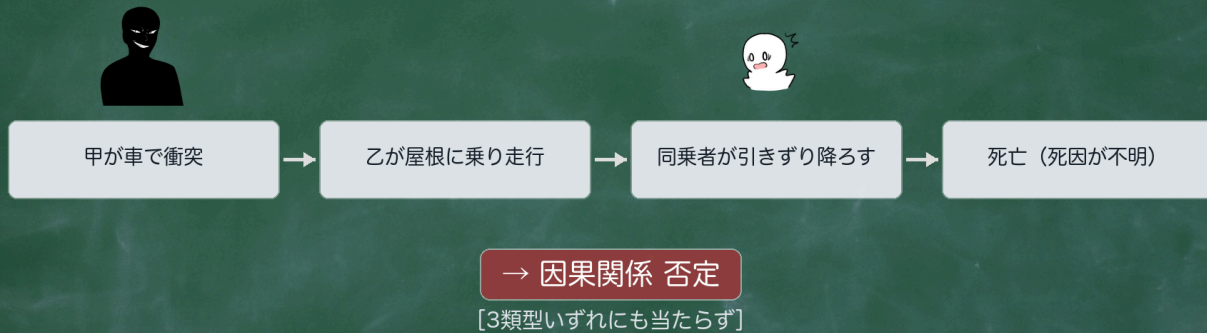 甲が車で衝突
乙が屋根に乗り走行
同乗者が引きずり降ろす
死亡（死因が不明）
→ 因果関係 否定
[3類型いずれにも当たらず]